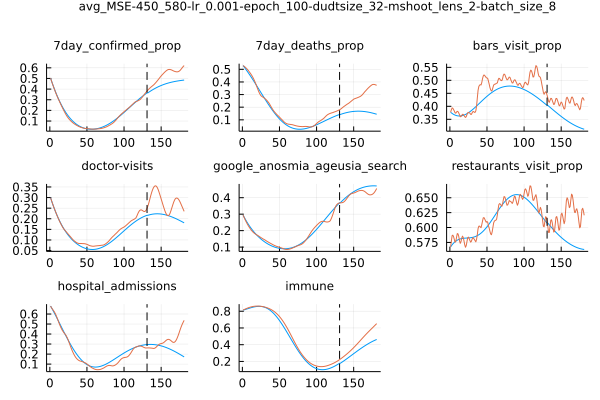 avg_MSE-450_580-lr_0.001-epoch_100-dudtsize_32-mshoot_lens_2-batch_size_8
7day_confirmed_prop 7day_deaths_prop bars_visit_prop
0.6 0.5 0.4 0.3 0.2 0.1
0.5 0.4 0.3 0.2 0.1
0.55 0.50 0.45 0.40 0.35
0 50 100 150 0 50 100 150 0 50 100 150
doctor-visits google_anosmia_ageusia_search restaurants_visit_prop
0.35 0.30 0.25 0.20 0.15 0.10 0.05
0.4 0.3 0.2 0.1
0.650 0.625 0.600 0.575
0 50 100 150 0 50 100 150 0 50 100 150
hospital_admissions immune
0.6 0.5 0.4 0.3 0.2 0.1
0.8 0.6 0.4 0.2
0 50 100 150 0 50 100 150